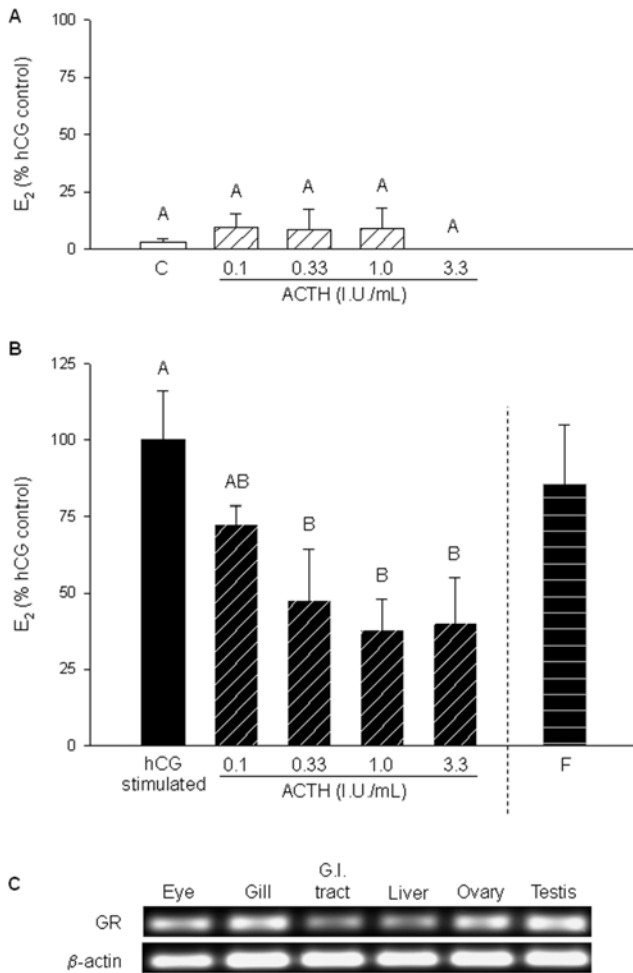 A
100
75
50
25
0
E2 (% hCG control)
A A A A A
C 0.1 0.33 1.0 3.3
ACTH (I.U./mL)
B
125
100
75
50
25
0
E2 (% hCG control)
A
AB
B
B
B
hCG stimulated
0.1 0.33 1.0 3.3 F
ACTH (I.U./mL)
C
Eye Gill G.I. tract Liver Ovary Testis
GR
β-actin